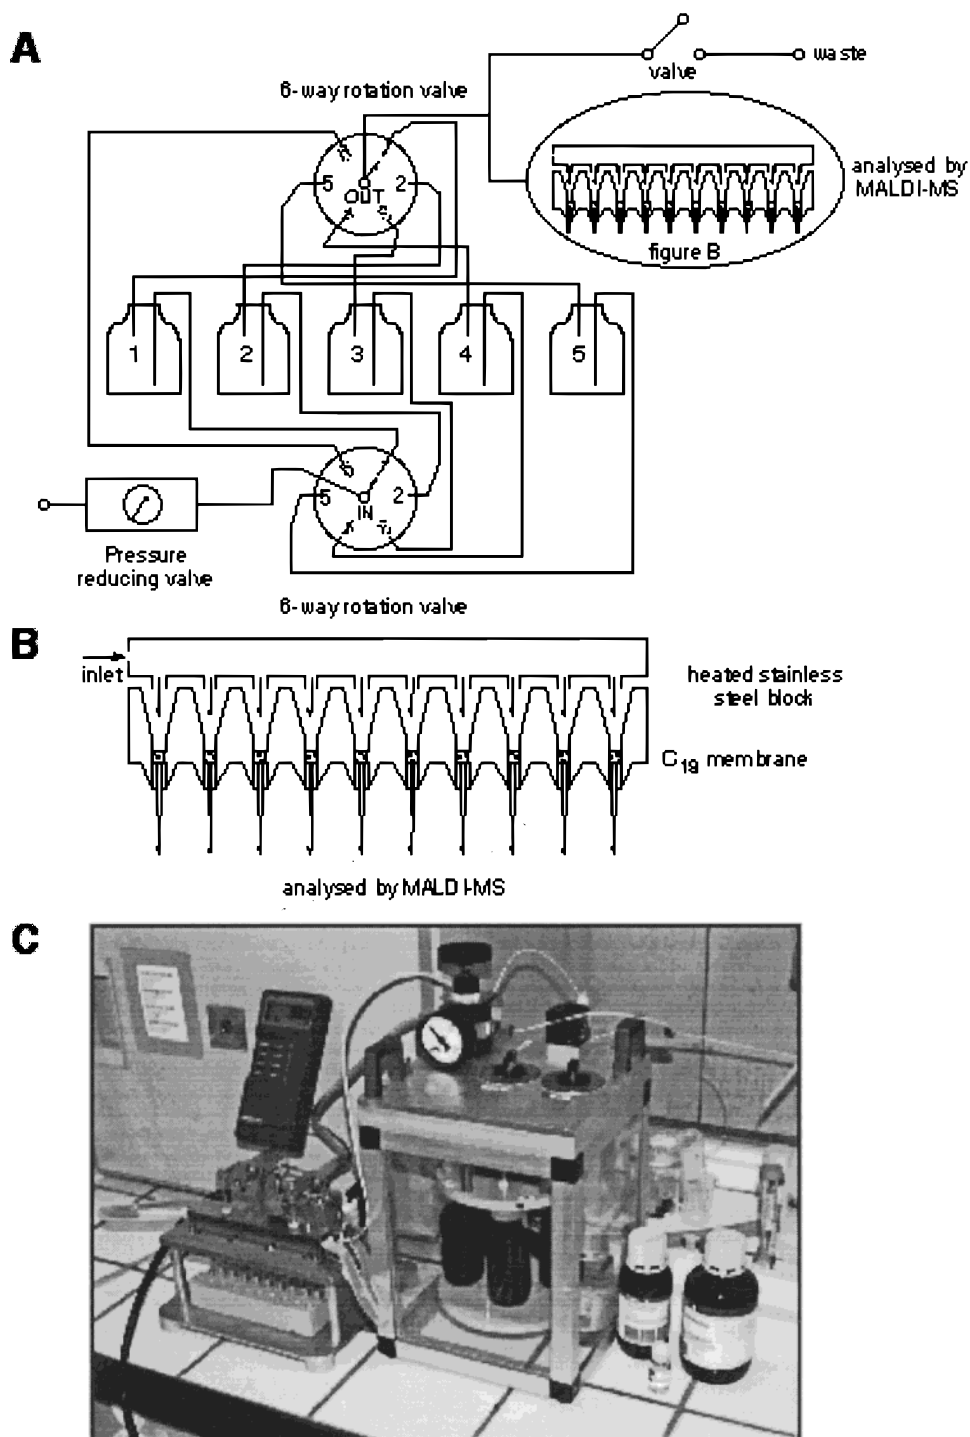 A
6-way rotation valve
valve
waste
5
2
OUT
analysed by
MALDI-MS
figure B
1
2
3
4
5
5
2
IN
Pressure
reducing valve
6-way rotation valve
B
inlet
heated stainless
steel block
C19 membrane
analysed by MALDI-MS
C